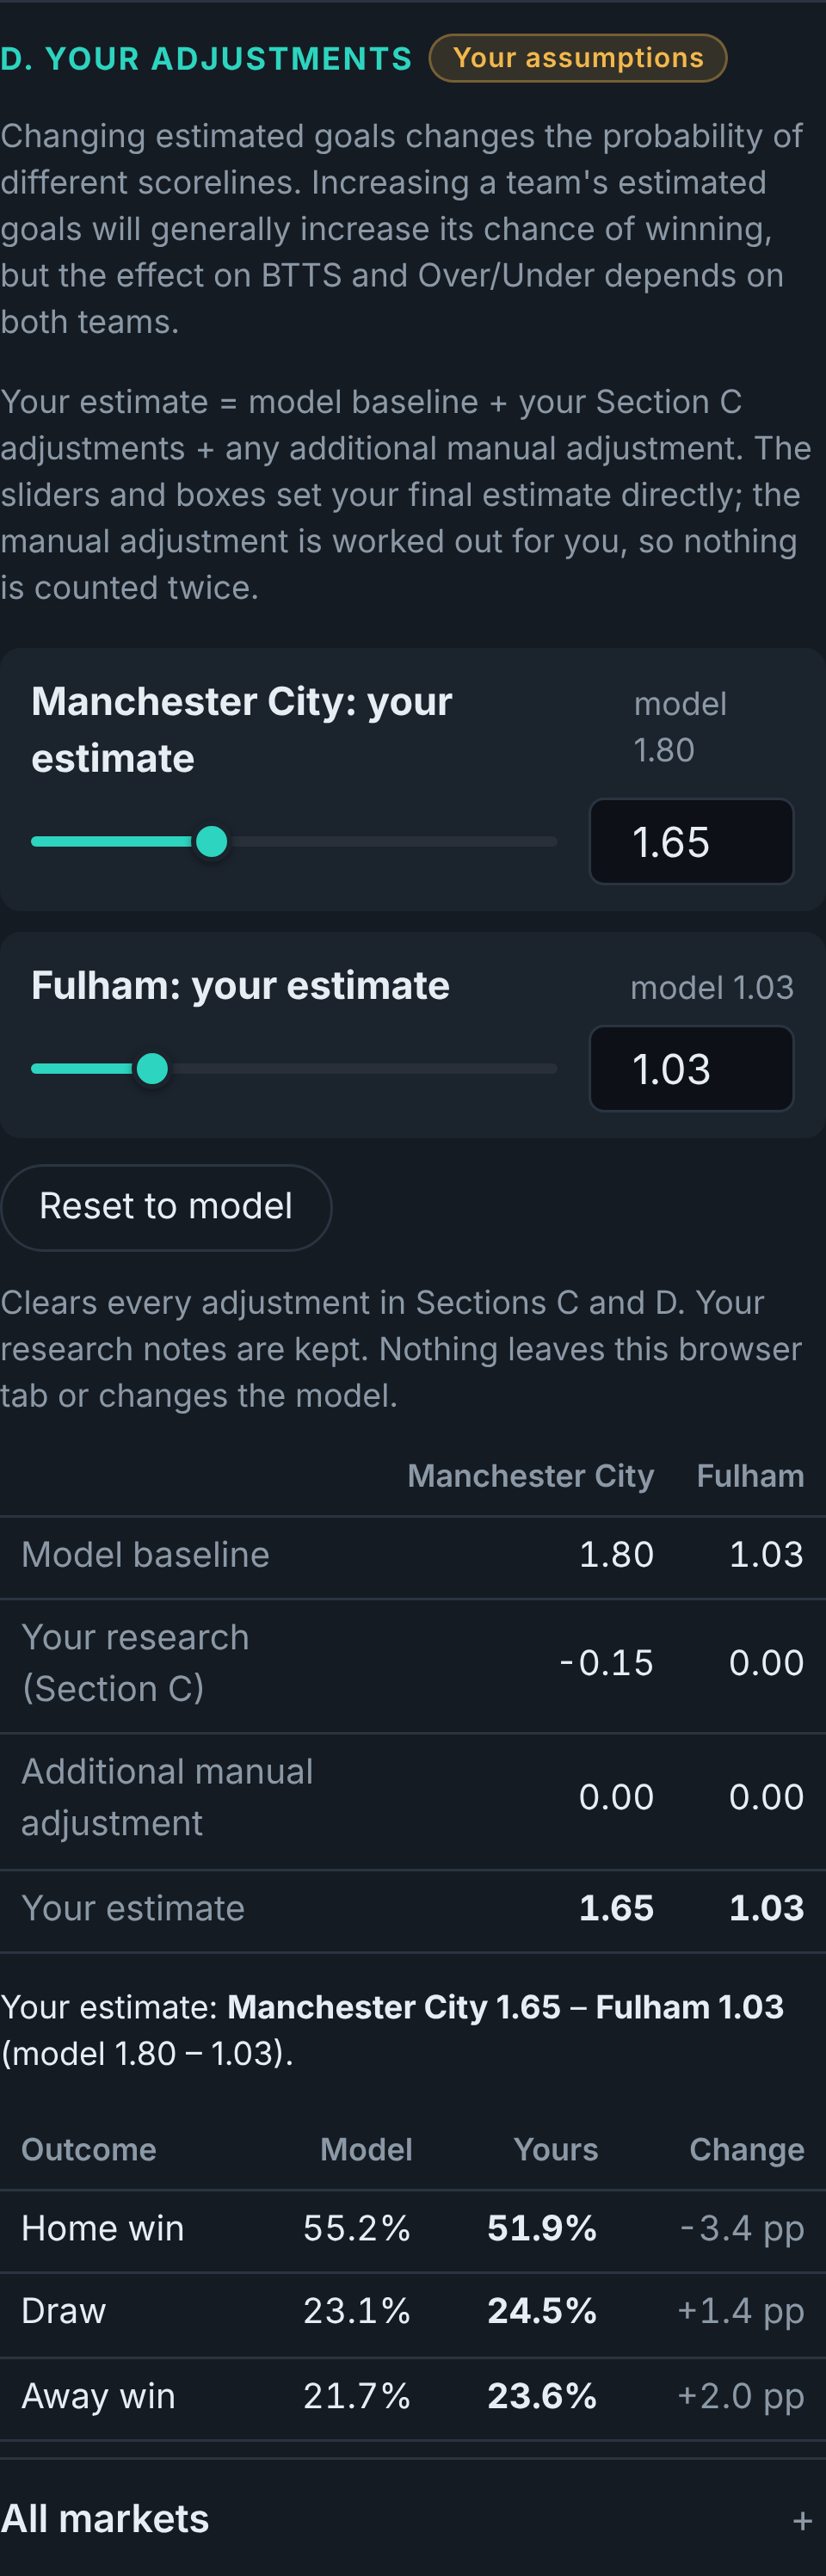 D. YOUR ADJUSTMENTS Your assumptions
Changing estimated goals changes the probability of
different scorelines. Increasing a team's estimated
goals will generally increase its chance of winning,
but the effect on BTTS and Over/Under depends on
both teams.
Your estimate = model baseline + your Section C
adjustments + any additional manual adjustment. The
sliders and boxes set your final estimate directly; the
manual adjustment is worked out for you, so nothing
is counted twice.
Manchester City: your
estimate
model
1.80
1.65
Fulham: your estimate model 1.03
1.03
Reset to model
Clears every adjustment in Sections C and D. Your
research notes are kept. Nothing leaves this browser
tab or changes the model.
Manchester City Fulham
Model baseline 1.80 1.03
Your research
(Section C) -0.15 0.00
Additional manual
adjustment 0.00 0.00
Your estimate 1.65 1.03
Your estimate: Manchester City 1.65 – Fulham 1.03
(model 1.80 – 1.03).
Outcome Model Yours Change
Home win 55.2% 51.9% -3.4 pp
Draw 23.1% 24.5% +1.4 pp
Away win 21.7% 23.6% +2.0 pp
All markets +